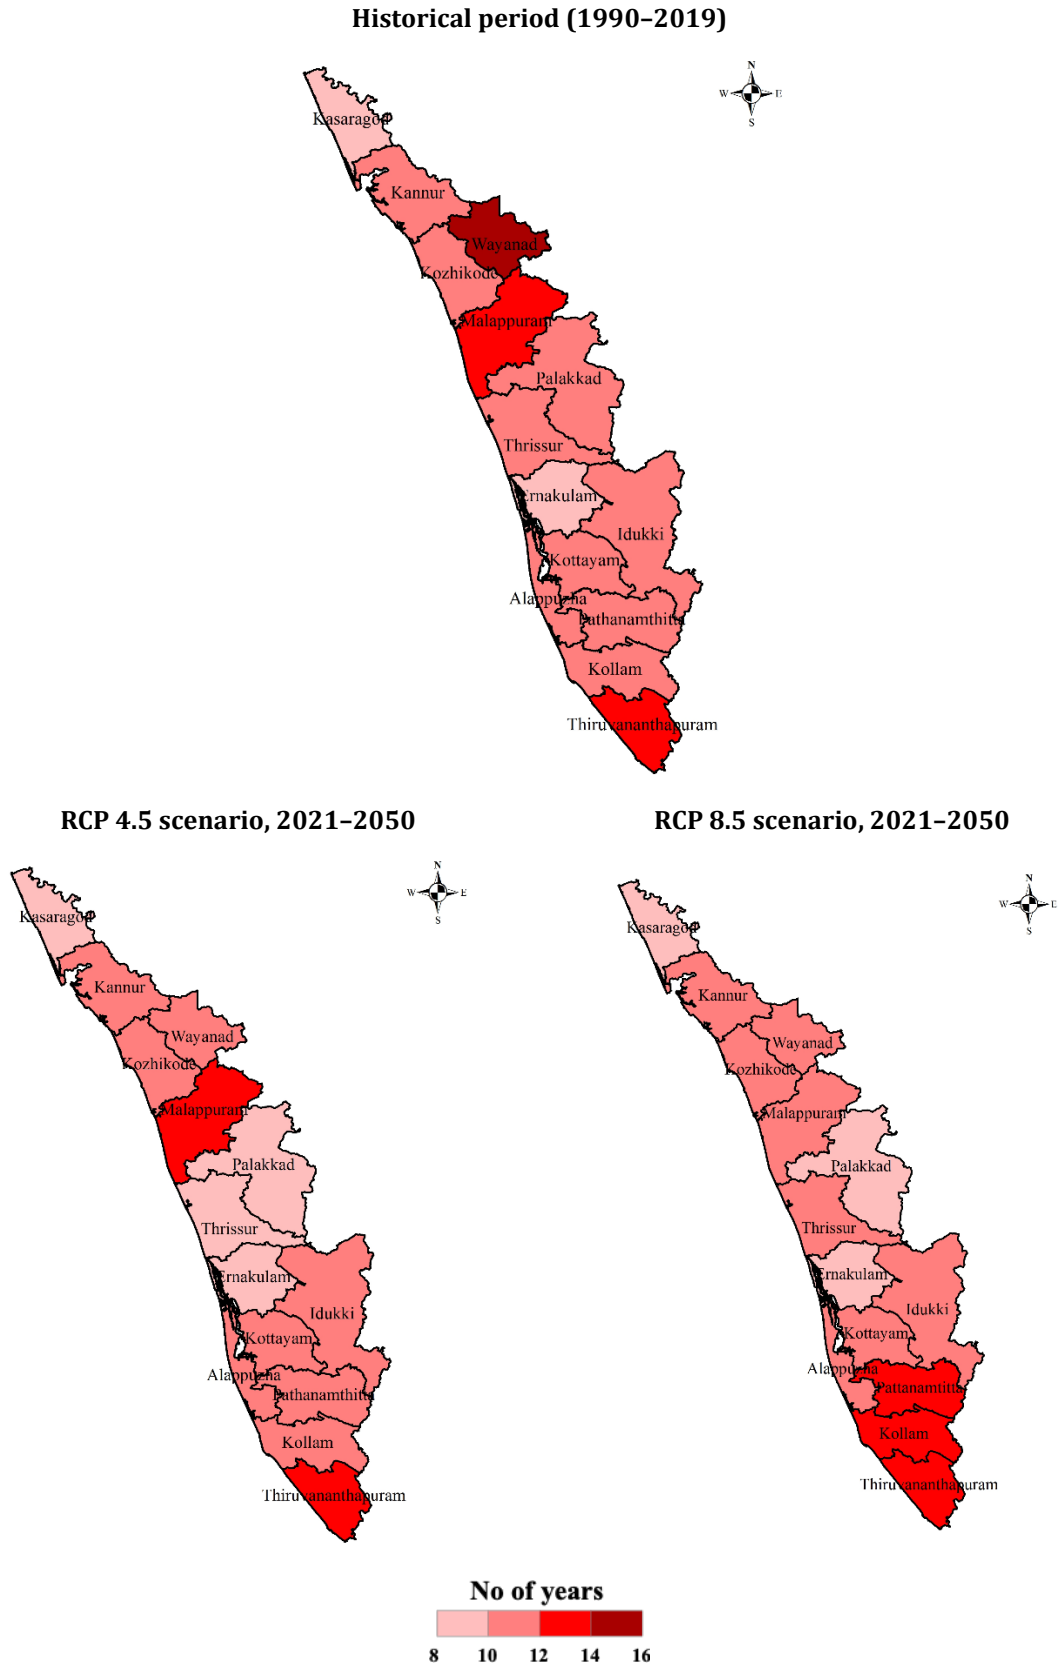 Historical period (1990–2019)
N
W E
S
Kasaragod
Kannur
Wayanad
Kozhikode
Malappuram
Palakkad
Thrissur
Ernakulam
Idukki
Kottayam
Alappuzha
Pathanamthitta
Kollam
Thiruvananthapuram
RCP 4.5 scenario, 2021–2050
N
W E
S
Kasaragod
Kannur
Wayanad
Kozhikode
Malappuram
Palakkad
Thrissur
Ernakulam
Idukki
Kottayam
Alappuzha
Pathanamthitta
Kollam
Thiruvananthapuram
RCP 8.5 scenario, 2021–2050
N
W E
S
Kasaragod
Kannur
Wayanad
Kozhikode
Malappuram
Palakkad
Thrissur
Ernakulam
Idukki
Kottayam
Alappuzha
Pattanamtitta
Kollam
Thiruvananthapuram
No of years
8 10 12 14 16